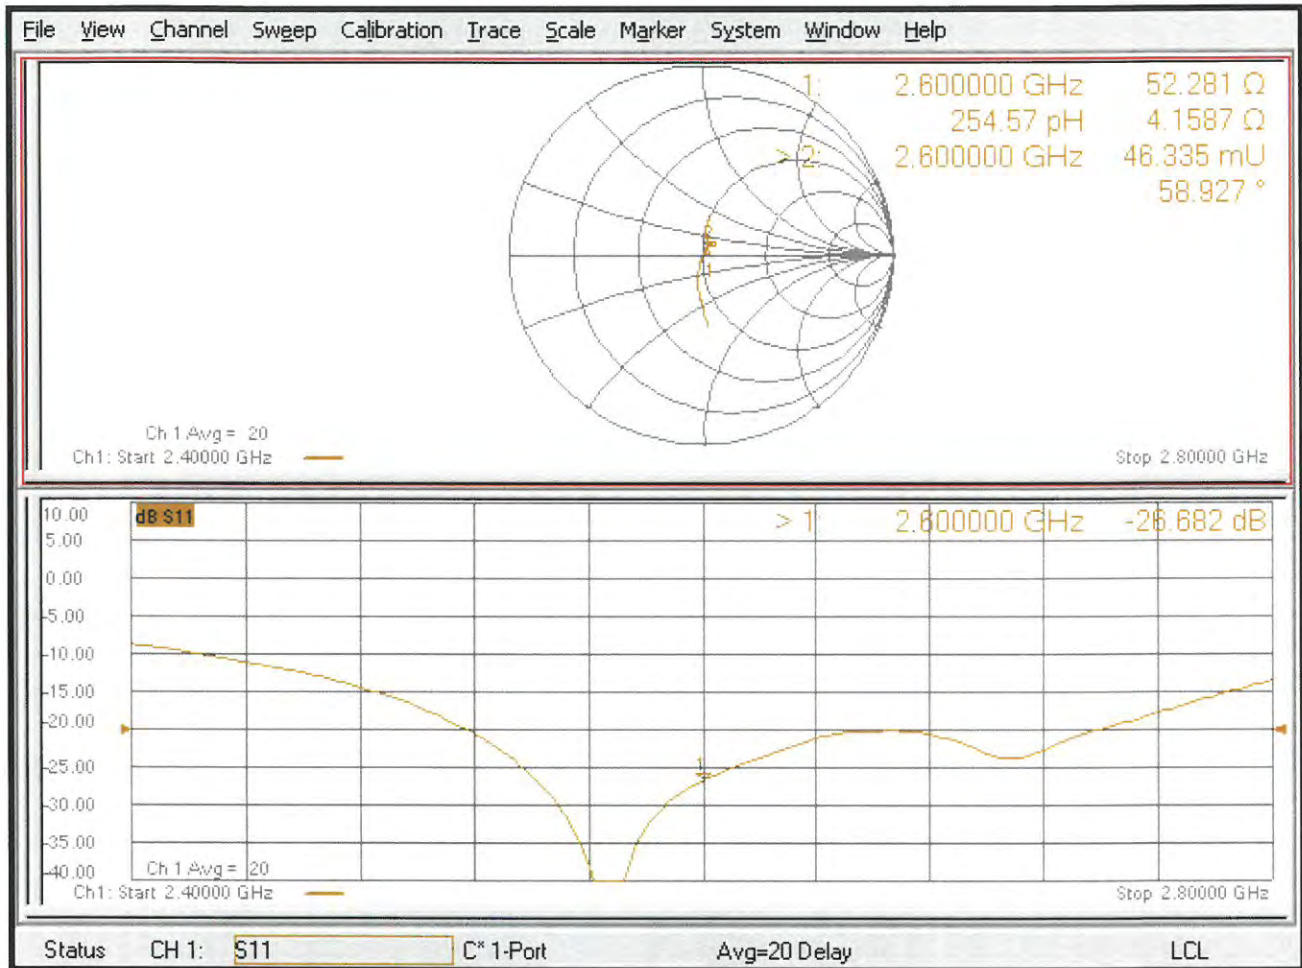 File View Channel Sweep Calibration Trace Scale Marker System Window Help
1: 2.600000 GHz 52.281 Ω
254.57 pH 4.1587 Ω
> 2: 2.600000 GHz 46.335 mU
58.927 °
Ch 1 Avg = 20
Ch1: Start 2.40000 GHz
Stop 2.80000 GHz
10.00
dB S11
> 1: 2.600000 GHz -26.682 dB
5.00
0.00
-5.00
-10.00
-15.00
-20.00
-25.00
1
-30.00
-35.00
-40.00
Ch 1 Avg = 20
Ch1: Start 2.40000 GHz
Stop 2.80000 GHz
Status CH 1: S11 C* 1-Port Avg=20 Delay LCL